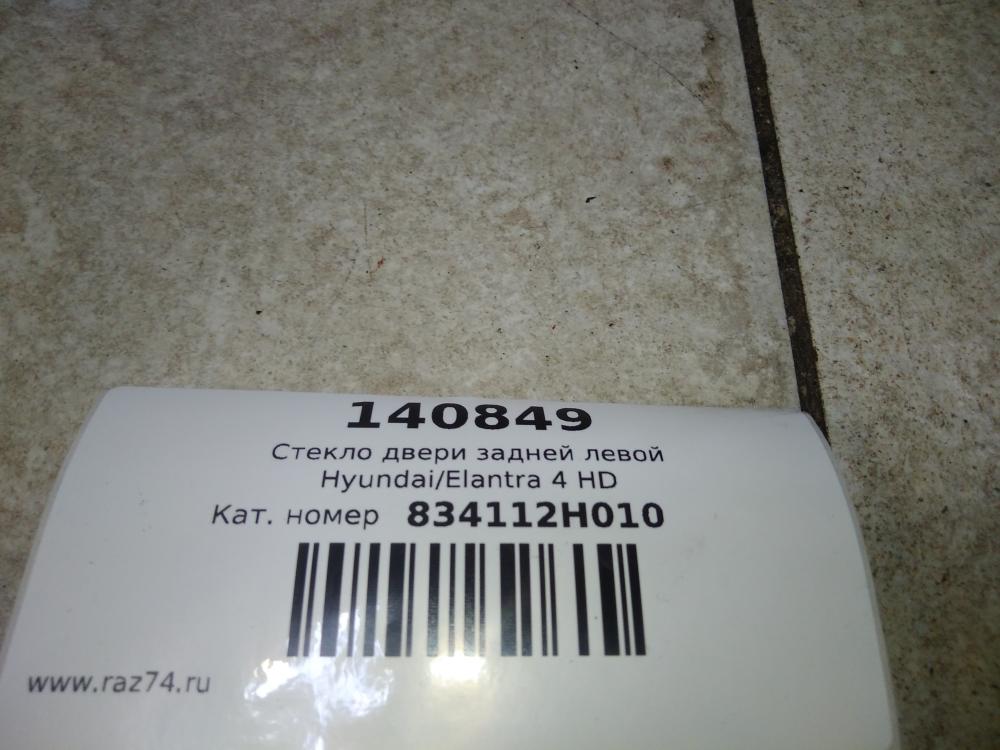 140849
Стекло двери задней левой
Hyundai/Elantra 4 HD
Кат. номер 834112H010
www.raz74.ru